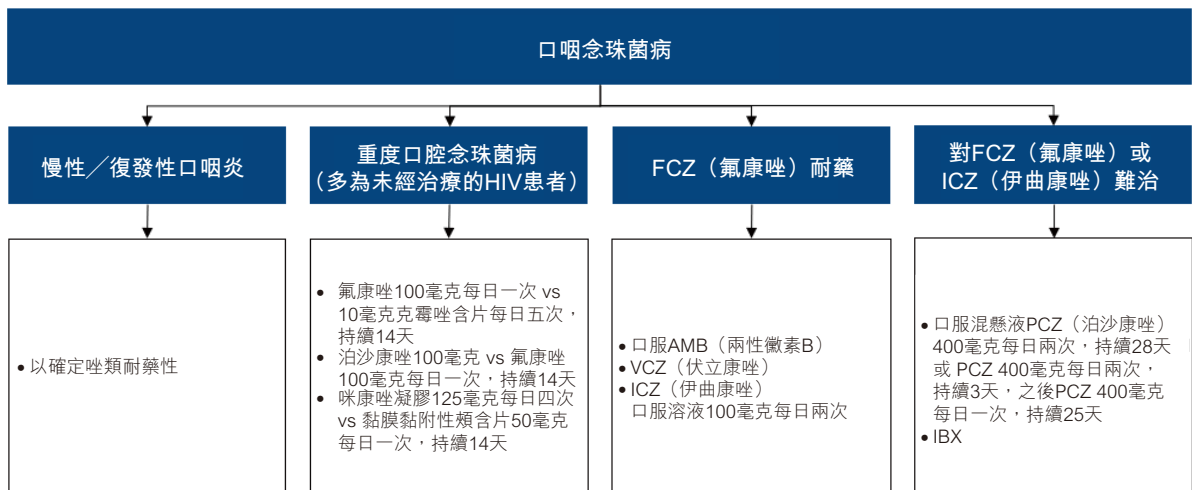 口咽念珠菌病
慢性／復發性口咽炎
重度口腔念珠菌病
（多為未經治療的HIV患者）
FCZ（氟康唑）耐藥
對FCZ（氟康唑）或
ICZ（伊曲康唑）難治
• 以確定唑類耐藥性
• 氟康唑100毫克每日一次 vs
10毫克克霉唑含片每日五次，
持續14天
• 泊沙康唑100毫克 vs 氟康唑
100毫克每日一次，持續14天
• 咪康唑凝膠125毫克每日四次
vs 黏膜黏附性頰含片50毫克
每日一次，持續14天
• 口服AMB（兩性黴素B）
• VCZ（伏立康唑）
• ICZ（伊曲康唑）
口服溶液100毫克每日兩次
• 口服混懸液PCZ（泊沙康唑）
400毫克每日兩次，持續28天
或 PCZ 400毫克每日兩次，
持續3天，之後PCZ 400毫克
每日一次，持續25天
• IBX